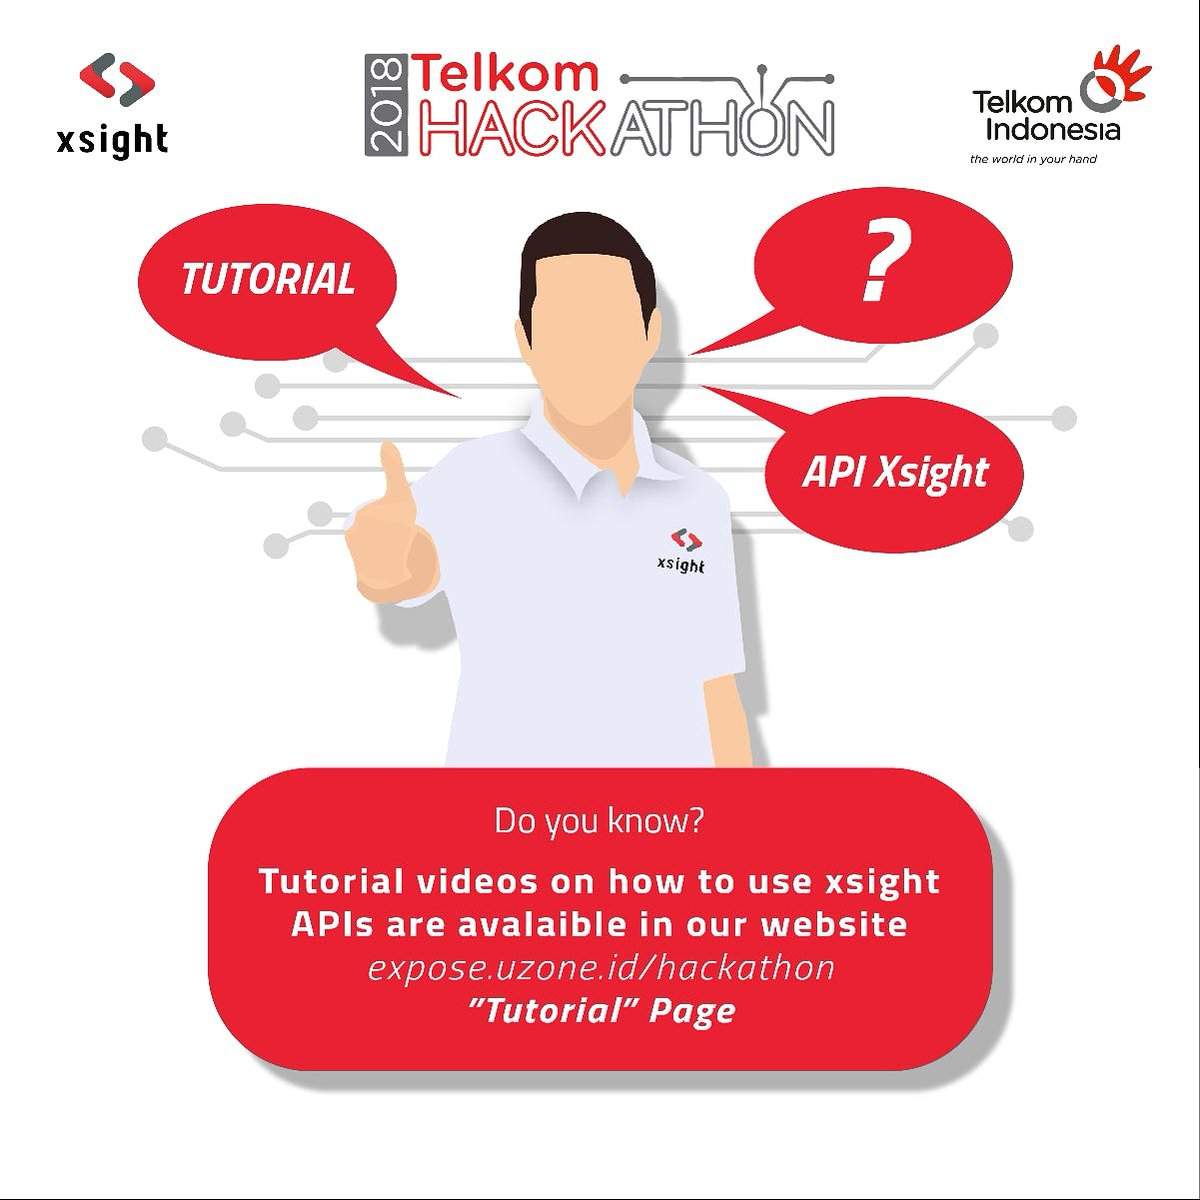 xsight
2018
Telkom
HACKATHON
Telkom
Indonesia
the world in your hand
TUTORIAL
?
API Xsight
xsight
Do you know?
Tutorial videos on how to use xsight
APIs are avalaible in our website
expose.uzone.id/hackathon
"Tutorial" Page